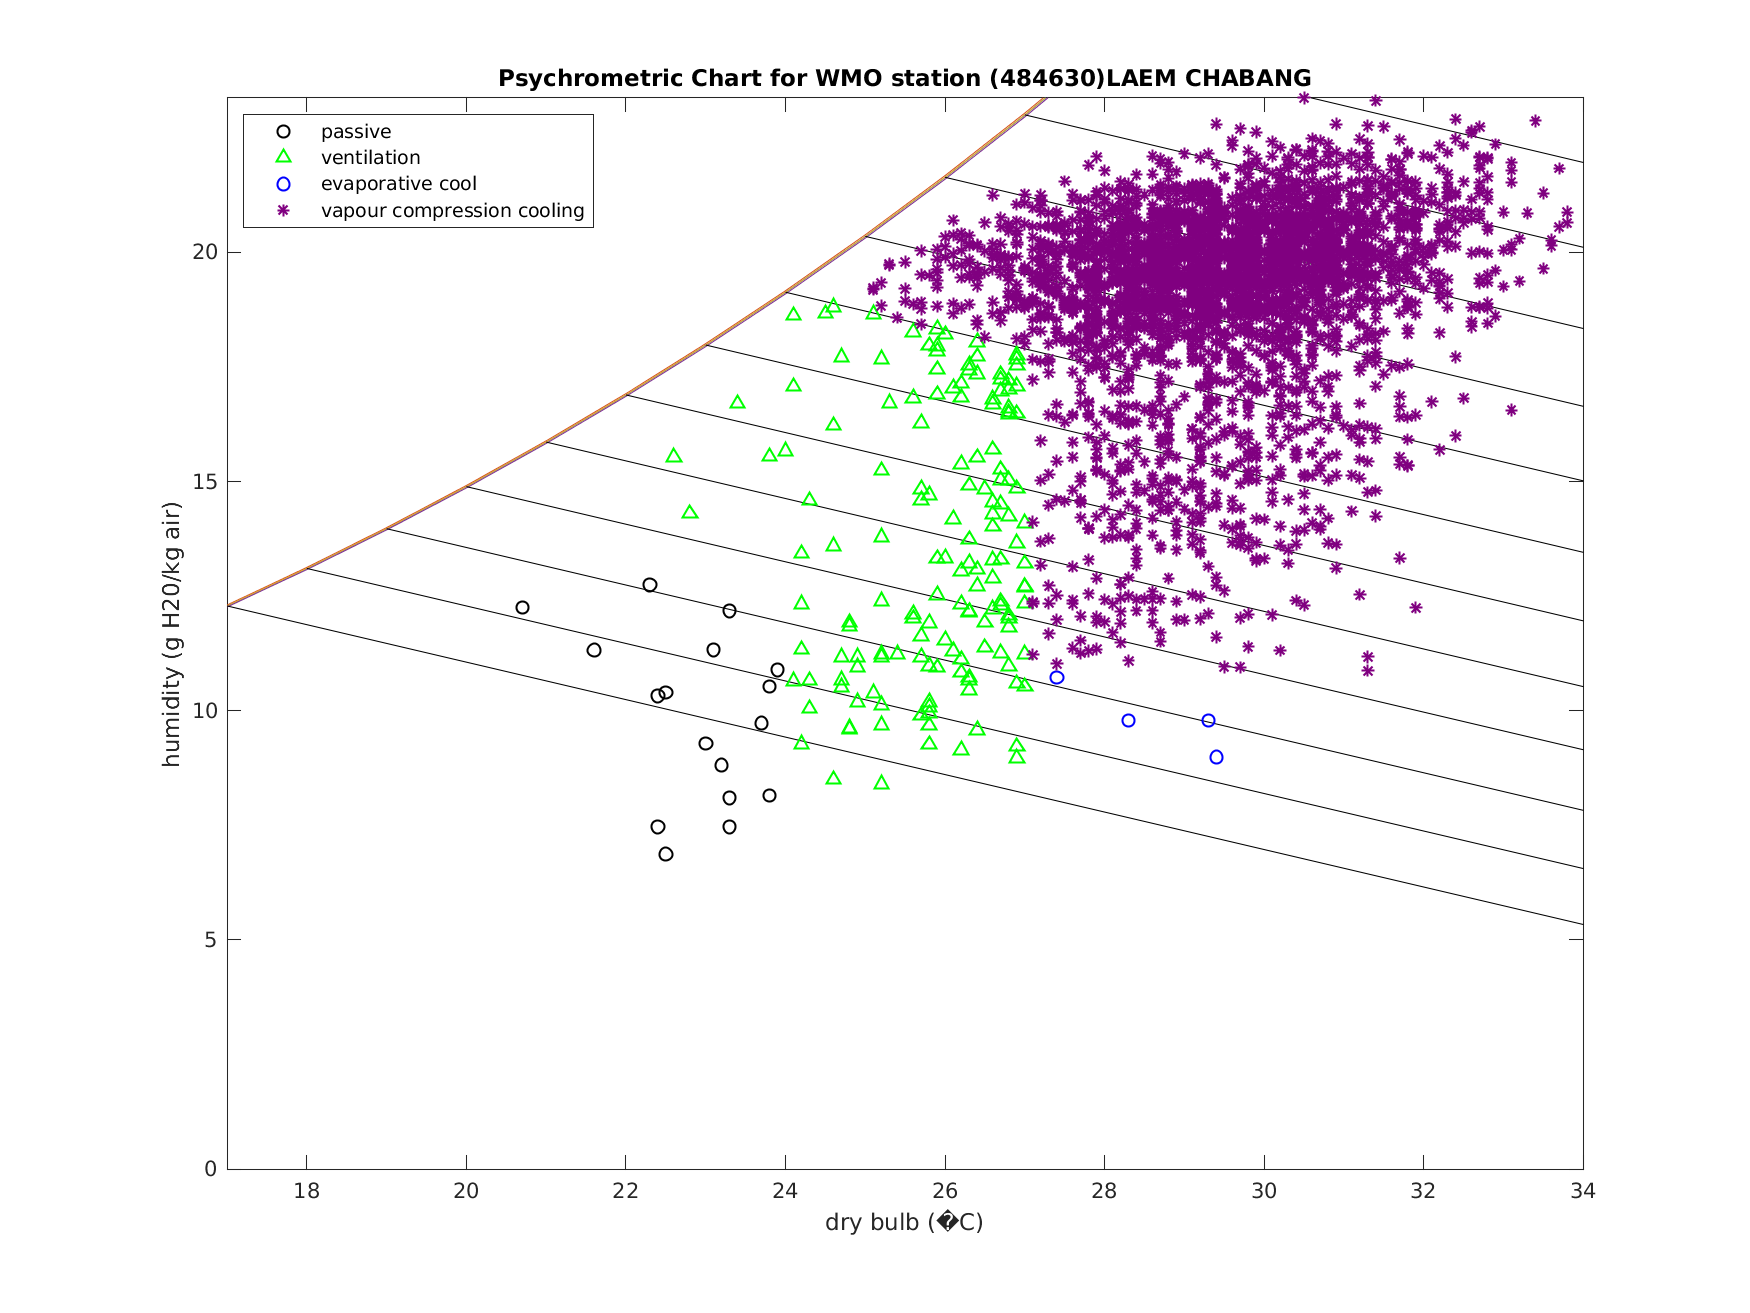 Psychrometric Chart for WMO station (484630)LAEM CHABANG
passive
ventilation
evaporative cool
vapour compression cooling
humidity (g H20/kg air)
20
15
10
5
0
18 20 22 24 26 28 30 32 34
dry bulb (�C)